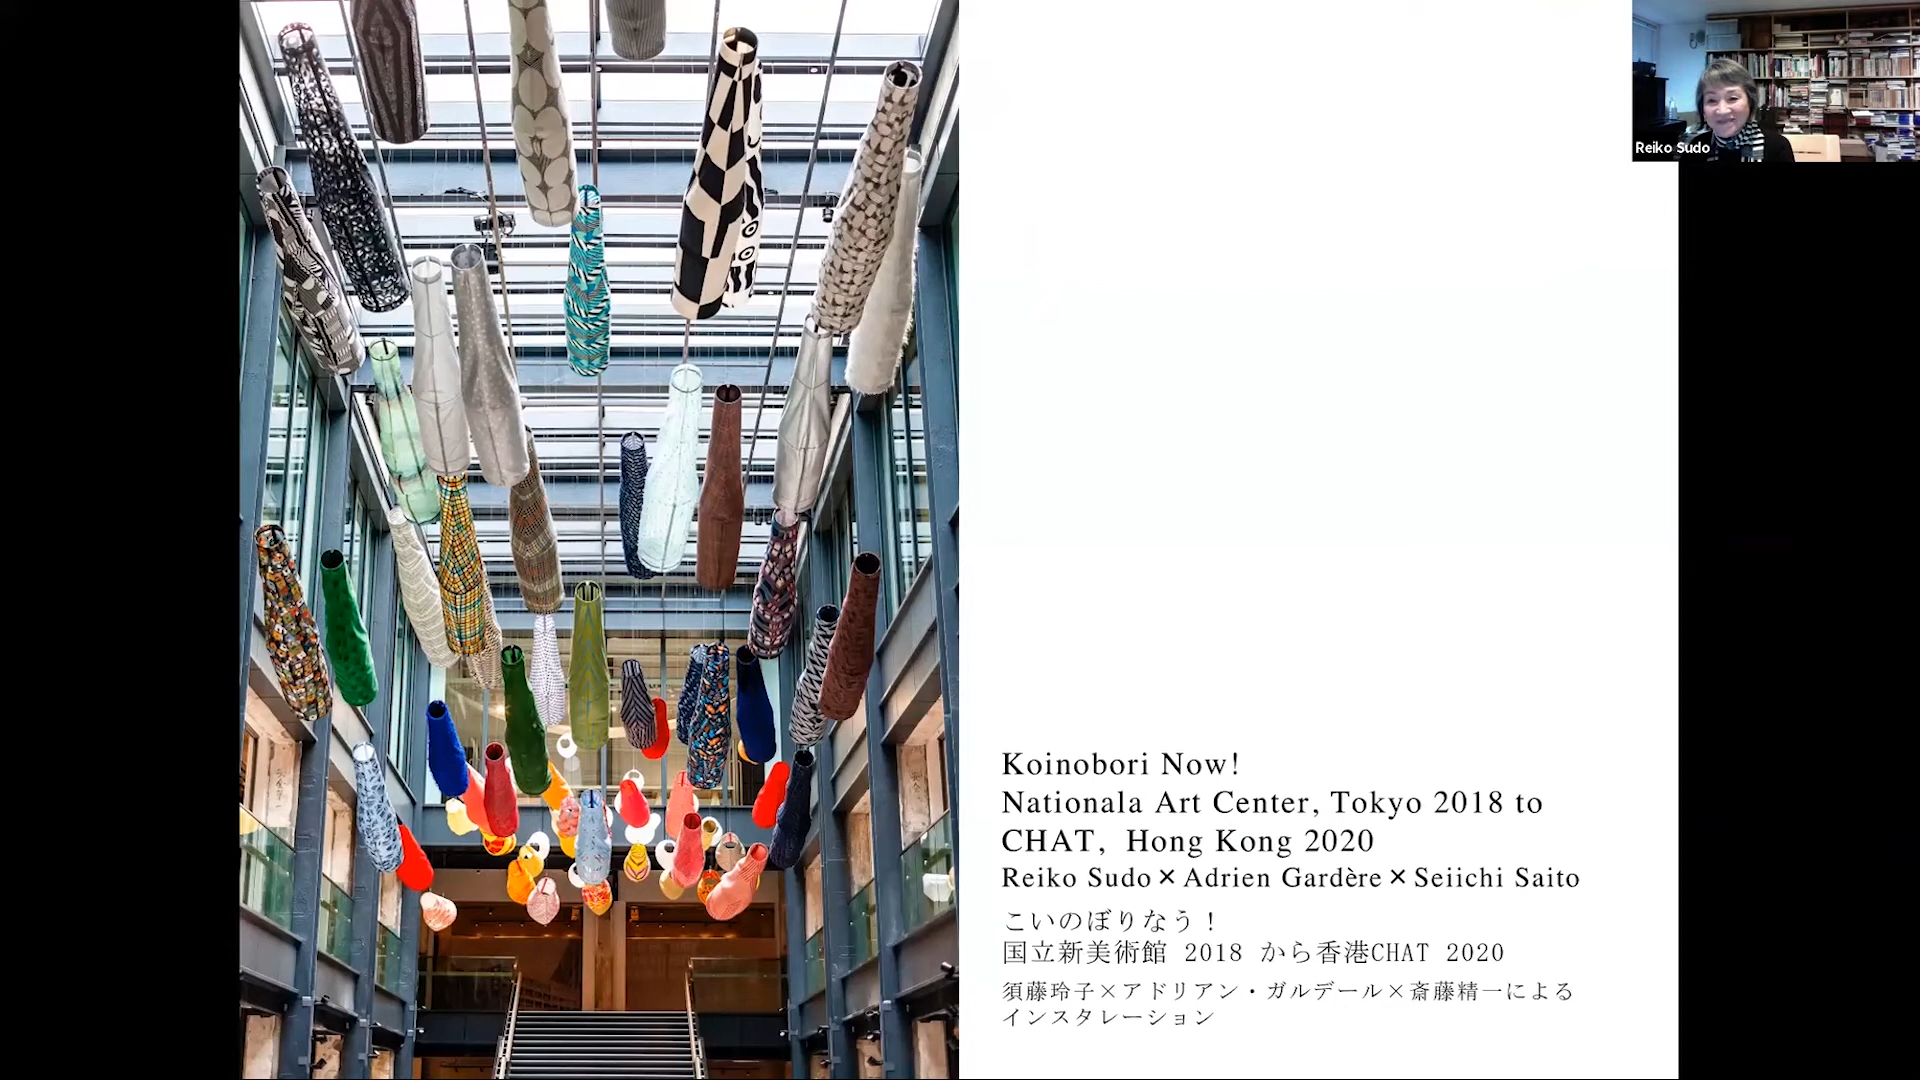 Reiko Sudo
Koinobori Now!
Nationala Art Center, Tokyo 2018 to
CHAT, Hong Kong 2020
Reiko Sudo×Adrien Gardère×Seiichi Saito
こいのぼりなう！
国立新美術館 2018 から香港CHAT 2020
須藤玲子×アドリアン・ガルデール×斎藤精一による
インスタレーション